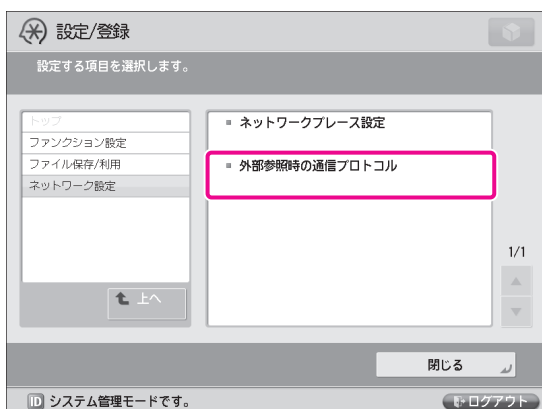 設定/登録
設定する項目を選択します。
トップ
ファンクション設定
ファイル保存/利用
ネットワーク設定
上へ
ネットワークプレース設定
外部参照時の通信プロトコル
1/1
閉じる
ID システム管理モードです。
ログアウト